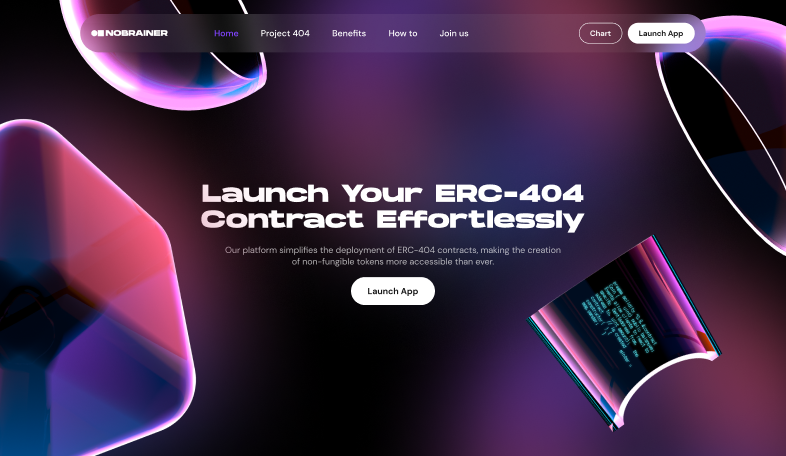 NOBRAINER
Home
Project 404
Benefits
How to
Join us
Chart
Launch App
Launch Your ERC-404
Contract Effortlessly
Our platform simplifies the deployment of ERC-404 contracts, making the creation
of non-fungible tokens more accessible than ever.
Launch App